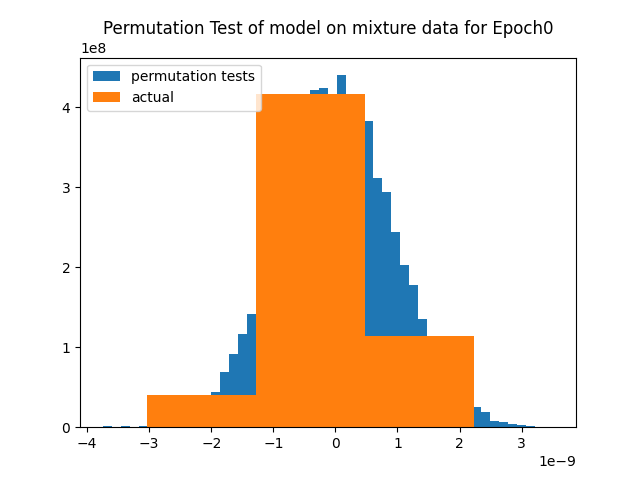 Permutation Test of model on mixture data for Epoch0
1e8
permutation tests
actual
4
3
2
1
0
−4 −3 −2 −1 0 1 2 3
1e−9